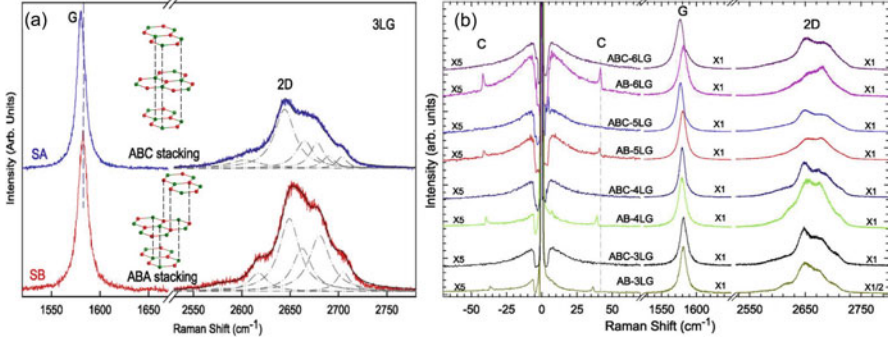 (a)
G
3LG
2D
SA
ABC stacking
SB
ABA stacking
Intensity (Arb. Units)
1550
1600
1650
2600
2650
2700
2750
Raman Shift (cm-1)
(b)
G
2D
C
C
X5
ABC-6LG
X1
X1
X5
AB-6LG
X1
X1
X5
ABC-5LG
X1
X1
X5
AB-5LG
X1
X1
X5
ABC-4LG
X1
X1
X5
AB-4LG
X1
X1
X5
ABC-3LG
X1
X1
X5
AB-3LG
X1
X1/2
Intensity (arb. units)
-50
-25
0
25
50
1550
1600
2550
2600
2650
2700
2750
Raman Shift (cm-1)